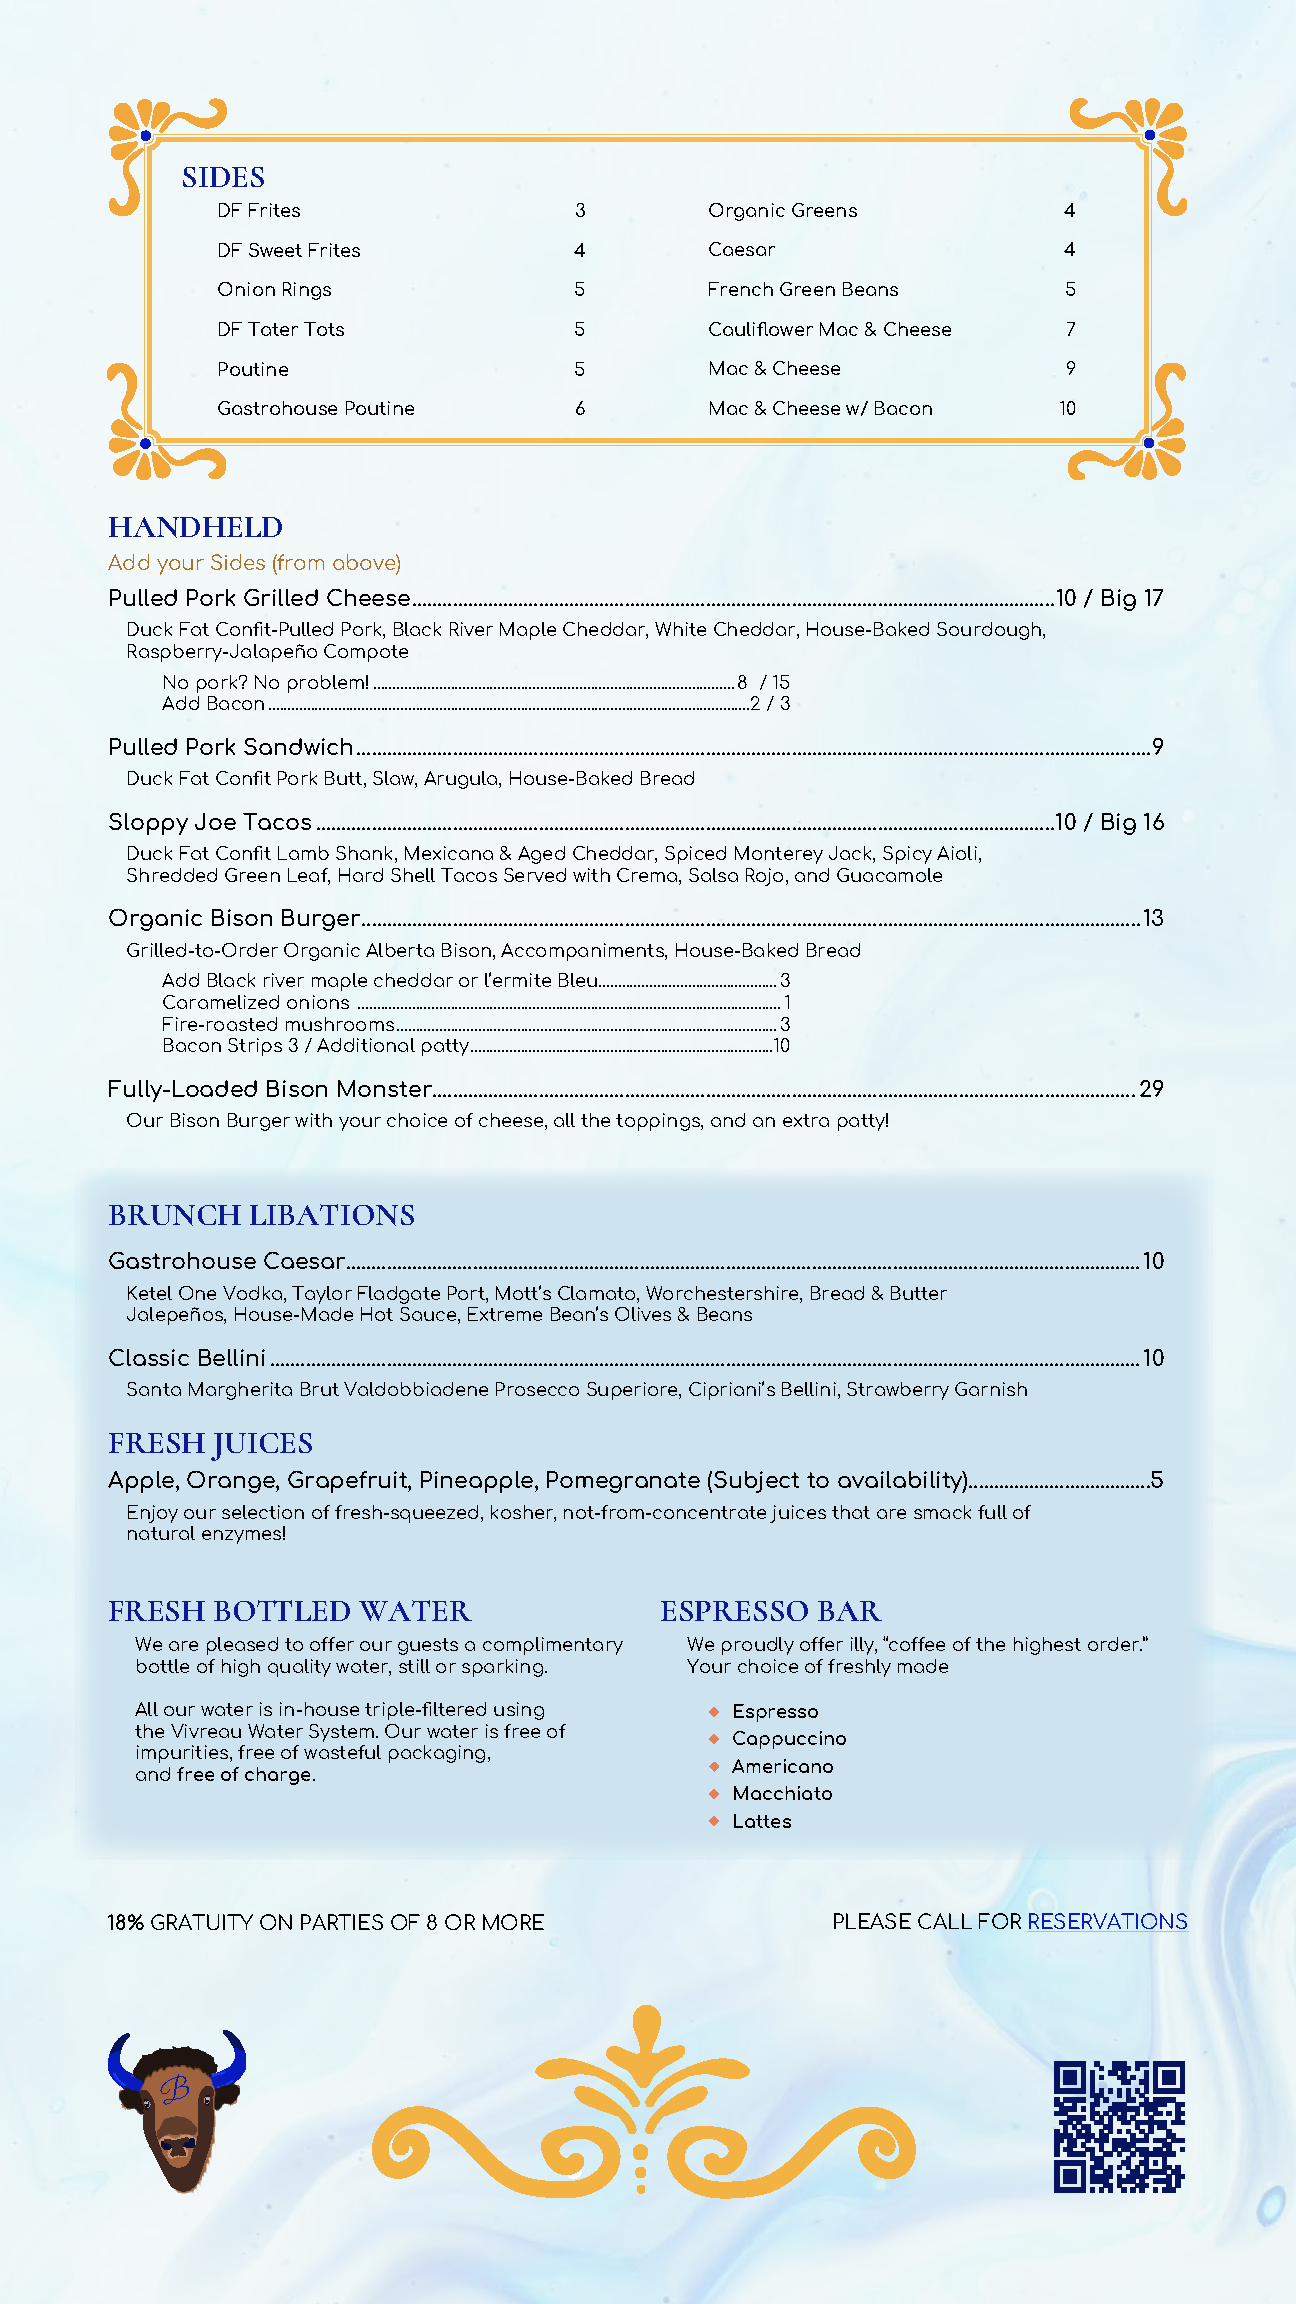 SIDES
DF Frites 3
DF Sweet Frites 4
Onion Rings 5
DF Tater Tots 5
Poutine 5
Gastrohouse Poutine 6
Organic Greens 4
Caesar 4
French Green Beans 5
Cauliflower Mac & Cheese 7
Mac & Cheese 9
Mac & Cheese w/ Bacon 10
HANDHELD
Add your Sides (from above)
Pulled Pork Grilled Cheese 10 / Big 17
Duck Fat Confit-Pulled Pork, Black River Maple Cheddar, White Cheddar, House-Baked Sourdough,
Raspberry-Jalapeño Compote
No pork? No problem! 8 / 15
Add Bacon 2 / 3
Pulled Pork Sandwich 9
Duck Fat Confit Pork Butt, Slaw, Arugula, House-Baked Bread
Sloppy Joe Tacos 10 / Big 16
Duck Fat Confit Lamb Shank, Mexicana & Aged Cheddar, Spiced Monterey Jack, Spicy Aioli,
Shredded Green Leaf, Hard Shell Tacos Served with Crema, Salsa Rojo, and Guacamole
Organic Bison Burger 13
Grilled-to-Order Organic Alberta Bison, Accompaniments, House-Baked Bread
Add Black river maple cheddar or l'ermite Bleu 3
Caramelized onions 1
Fire-roasted mushrooms 3
Bacon Strips 3 / Additional patty 10
Fully-Loaded Bison Monster 29
Our Bison Burger with your choice of cheese, all the toppings, and an extra patty!
BRUNCH LIBATIONS
Gastrohouse Caesar 10
Ketel One Vodka, Taylor Fladgate Port, Mott's Clamato, Worchestershire, Bread & Butter
Jalepeños, House-Made Hot Sauce, Extreme Bean's Olives & Beans
Classic Bellini 10
Santa Margherita Brut Valdobbiadene Prosecco Superiore, Cipriani's Bellini, Strawberry Garnish
FRESH JUICES
Apple, Orange, Grapefruit, Pineapple, Pomegranate (Subject to availability) 5
Enjoy our selection of fresh-squeezed, kosher, not-from-concentrate juices that are smack full of
natural enzymes!
FRESH BOTTLED WATER
We are pleased to offer our guests a complimentary
bottle of high quality water, still or sparking.
All our water is in-house triple-filtered using
the Vivreau Water System. Our water is free of
impurities, free of wasteful packaging,
and free of charge.
ESPRESSO BAR
We proudly offer illy, “coffee of the highest order.”
Your choice of freshly made
Espresso
Cappuccino
Americano
Macchiato
Lattes
18% GRATUITY ON PARTIES OF 8 OR MORE
PLEASE CALL FOR RESERVATIONS
B